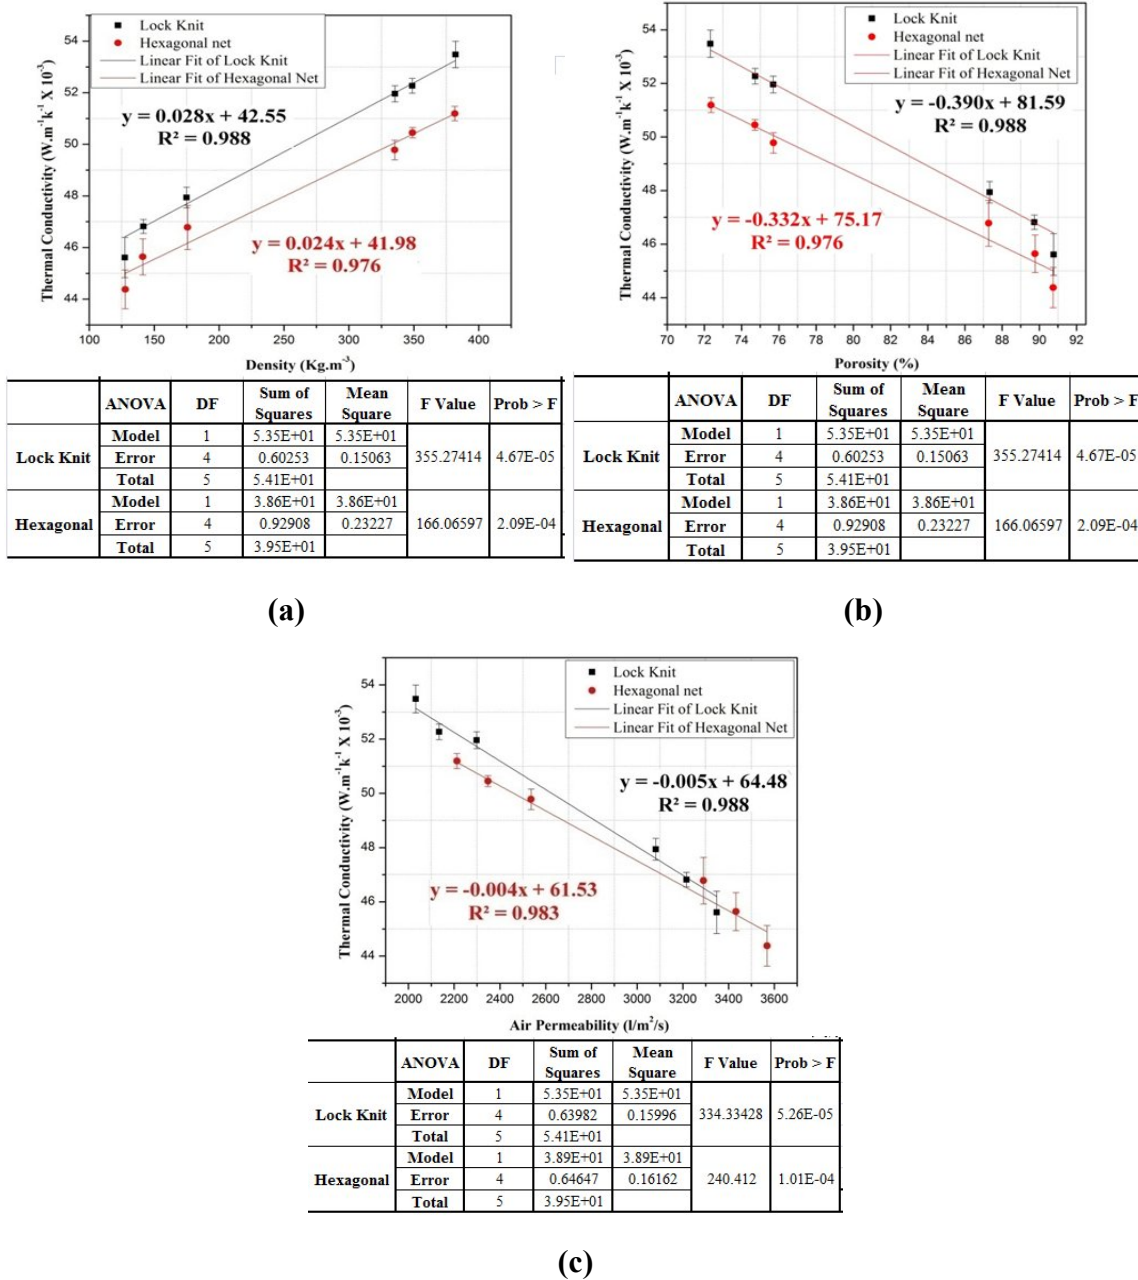 Lock Knit
Hexagonal net
Linear Fit of Lock Knit
Linear Fit of Hexagonal Net
y = 0.028x + 42.55
R² = 0.988
y = 0.024x + 41.98
R² = 0.976
Thermal Conductivity (W.m⁻¹k⁻¹ X 10⁻³)
54
52
50
48
46
44
100 150 200 250 300 350 400
Density (Kg.m⁻³)
ANOVA DF Sum of Squares Mean Square F Value Prob > F
Lock Knit Model 1 5.35E+01 5.35E+01 355.27414 4.67E-05
Error 4 0.60253 0.15063
Total 5 5.41E+01
Hexagonal Model 1 3.86E+01 3.86E+01 166.06597 2.09E-04
Error 4 0.92908 0.23227
Total 5 3.95E+01
(a)
Lock Knit
Hexagonal net
Linear Fit of Lock Knit
Linear Fit of Hexagonal Net
y = -0.390x + 81.59
R² = 0.988
y = -0.332x + 75.17
R² = 0.976
Thermal Conductivity (W.m⁻¹k⁻¹ X 10⁻³)
54
52
50
48
46
44
70 72 74 76 78 80 82 84 86 88 90 92
Porosity (%)
ANOVA DF Sum of Squares Mean Square F Value Prob > F
Lock Knit Model 1 5.35E+01 5.35E+01 355.27414 4.67E-05
Error 4 0.60253 0.15063
Total 5 5.41E+01
Hexagonal Model 1 3.86E+01 3.86E+01 166.06597 2.09E-04
Error 4 0.92908 0.23227
Total 5 3.95E+01
(b)
Lock Knit
Hexagonal net
Linear Fit of Lock Knit
Linear Fit of Hexagonal Net
y = -0.005x + 64.48
R² = 0.988
y = -0.004x + 61.53
R² = 0.983
Thermal Conductivity (W.m⁻¹k⁻¹ X 10⁻³)
54
52
50
48
46
44
2000 2200 2400 2600 2800 3000 3200 3400 3600
Air Permeability (l/m²/s)
ANOVA DF Sum of Squares Mean Square F Value Prob > F
Lock Knit Model 1 5.35E+01 5.35E+01 334.33428 5.26E-05
Error 4 0.63982 0.15996
Total 5 5.41E+01
Hexagonal Model 1 3.89E+01 3.89E+01 240.412 1.01E-04
Error 4 0.64647 0.16162
Total 5 3.95E+01
(c)